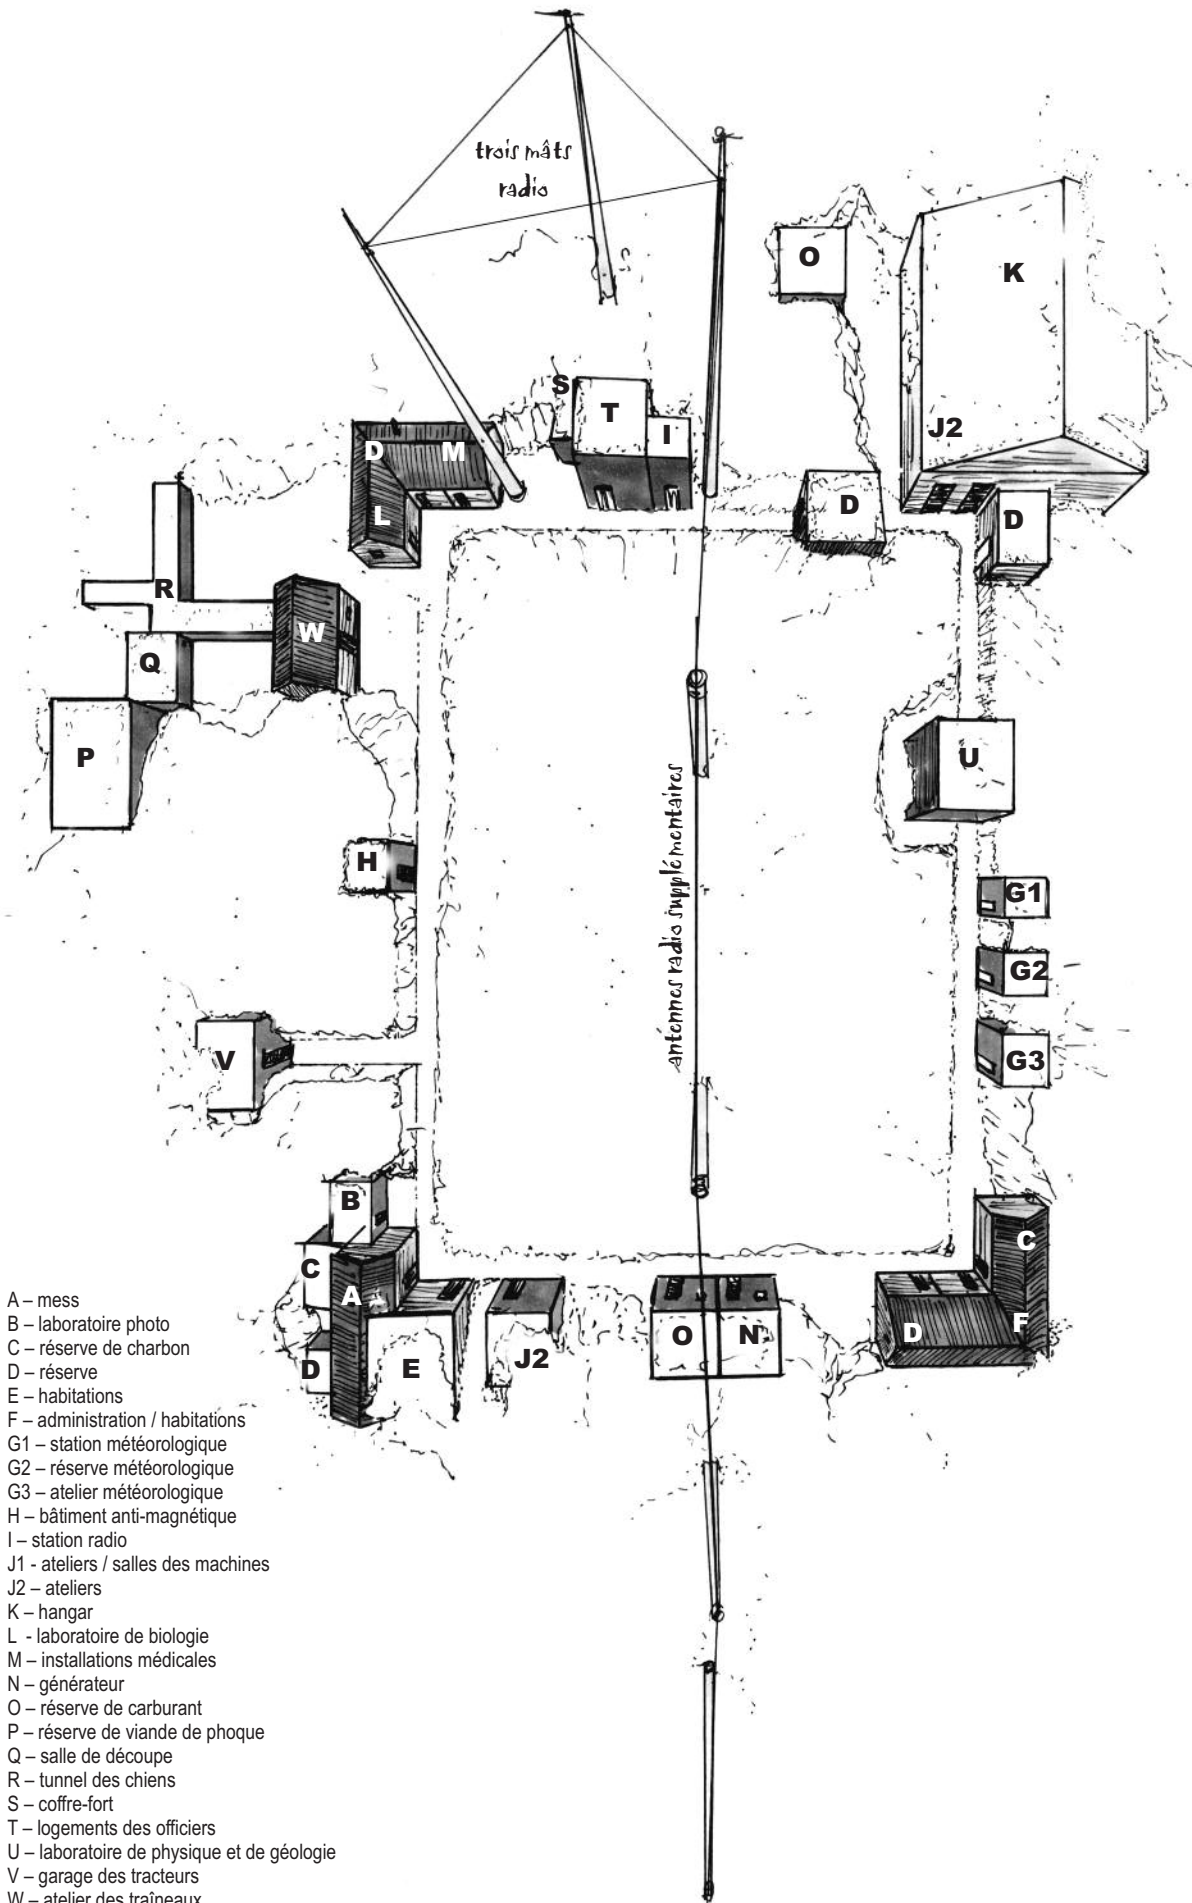 trois mâts
radio
O
K
S
T
I
J2
D
M
L
D
D
R
W
Q
P
U
H
antennes radio supplémentaires
G1
G2
G3
V
B
C
C
A
D
E
J2
O
N
D
F
A – mess
B – laboratoire photo
C – réserve de charbon
D – réserve
E – habitations
F – administration / habitations
G1 – station météorologique
G2 – réserve météorologique
G3 – atelier météorologique
H – bâtiment anti-magnétique
I – station radio
J1 - ateliers / salles des machines
J2 – ateliers
K – hangar
L - laboratoire de biologie
M – installations médicales
N – générateur
O – réserve de carburant
P – réserve de viande de phoque
Q – salle de découpe
R – tunnel des chiens
S – coffre-fort
T – logements des officiers
U – laboratoire de physique et de géologie
V – garage des tracteurs
W – atelier des traîneaux